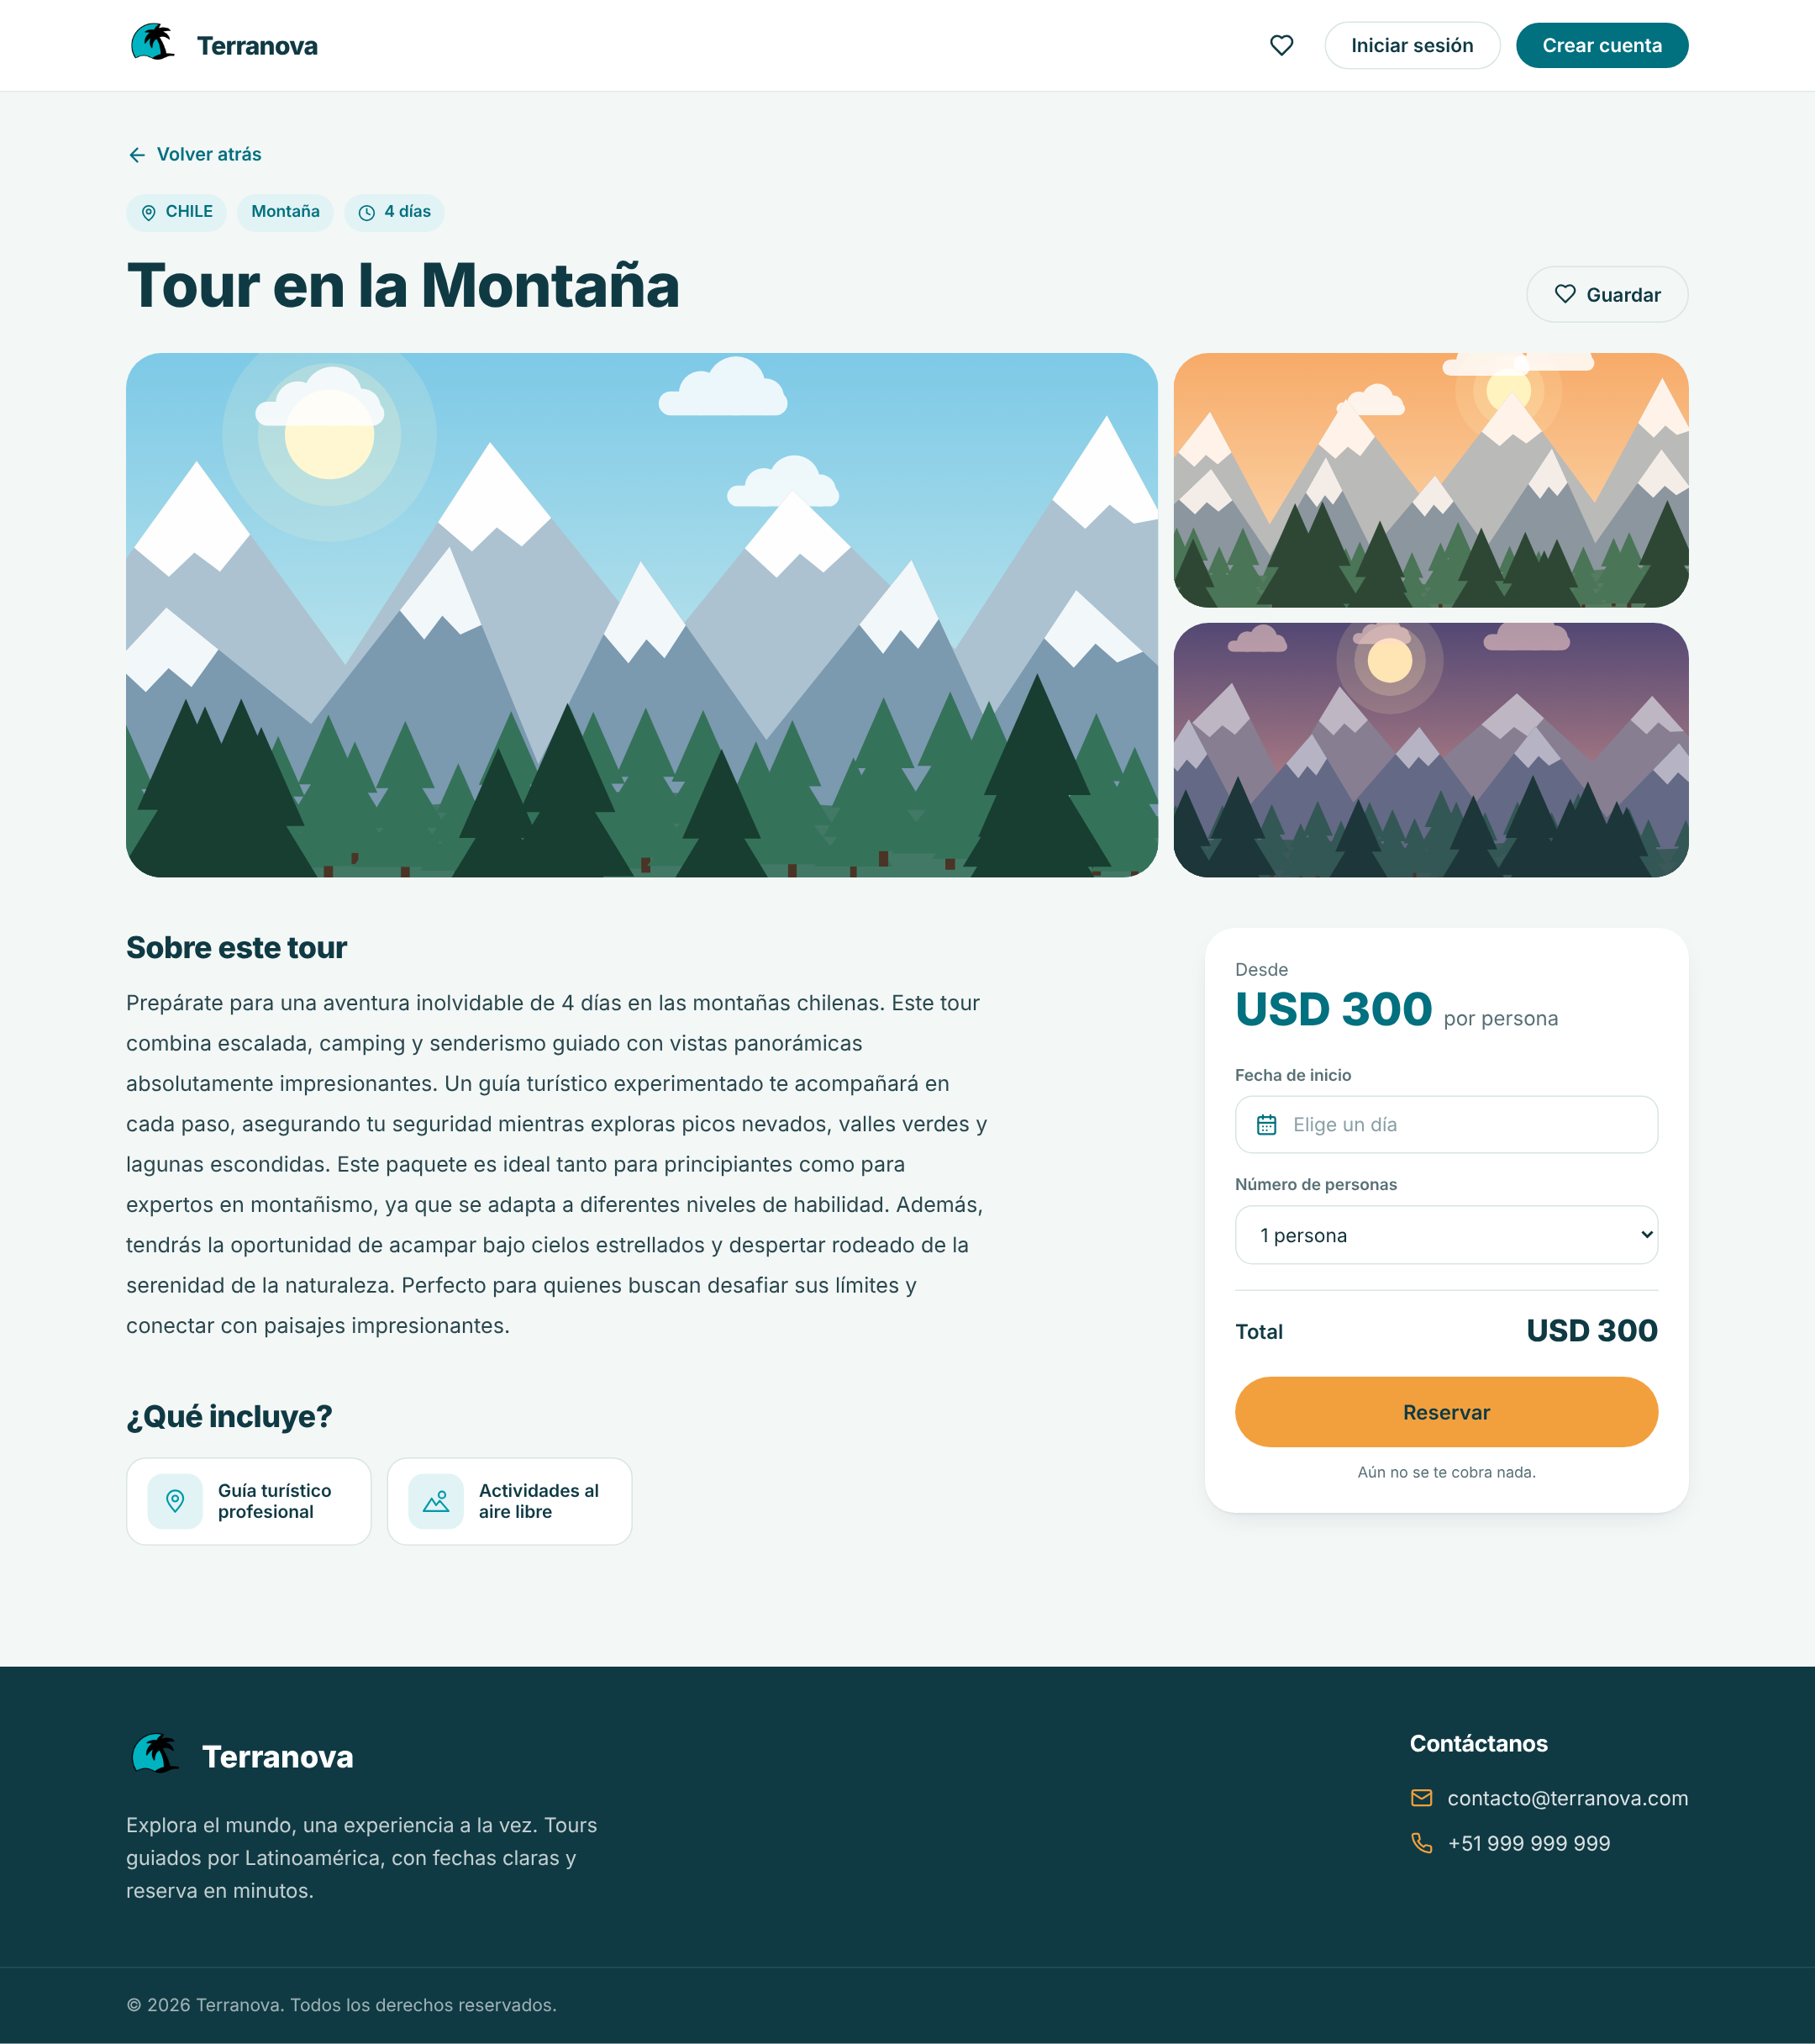 Terranova
Iniciar sesión
Crear cuenta
Volver atrás
CHILE
Montaña
4 días
Tour en la Montaña
Guardar
Sobre este tour
Prepárate para una aventura inolvidable de 4 días en las montañas chilenas. Este tour
combina escalada, camping y senderismo guiado con vistas panorámicas
absolutamente impresionantes. Un guía turístico experimentado te acompañará en
cada paso, asegurando tu seguridad mientras exploras picos nevados, valles verdes y
lagunas escondidas. Este paquete es ideal tanto para principiantes como para
expertos en montañismo, ya que se adapta a diferentes niveles de habilidad. Además,
tendrás la oportunidad de acampar bajo cielos estrellados y despertar rodeado de la
serenidad de la naturaleza. Perfecto para quienes buscan desafiar sus límites y
conectar con paisajes impresionantes.
¿Qué incluye?
Guía turístico
profesional
Actividades al
aire libre
Desde
USD 300 por persona
Fecha de inicio
Elige un día
Número de personas
1 persona
Total
USD 300
Reservar
Aún no se te cobra nada.
Terranova
Explora el mundo, una experiencia a la vez. Tours
guiados por Latinoamérica, con fechas claras y
reserva en minutos.
Contáctanos
contacto@terranova.com
+51 999 999 999
© 2026 Terranova. Todos los derechos reservados.